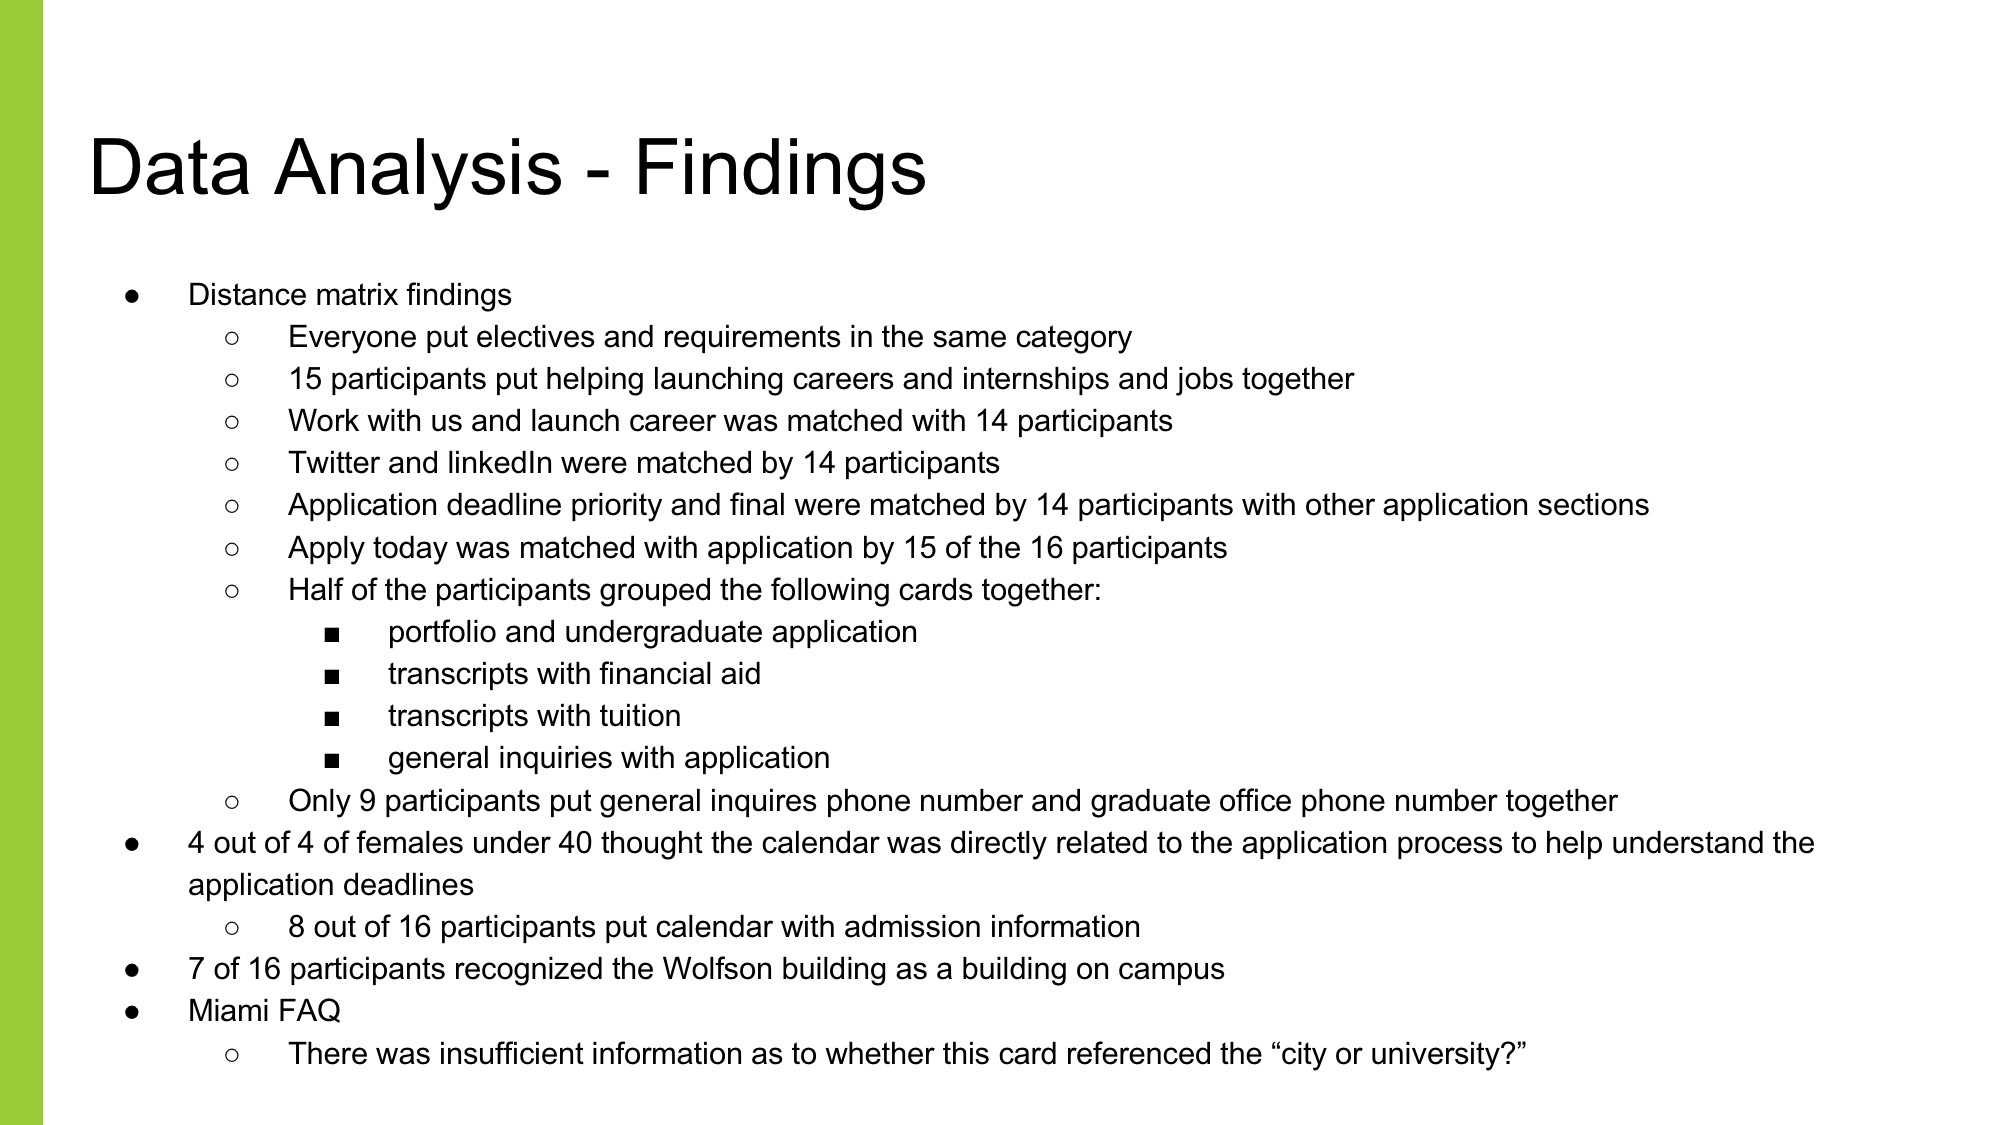 Data Analysis - Findings
● Distance matrix findings
○ Everyone put electives and requirements in the same category
○ 15 participants put helping launching careers and internships and jobs together
○ Work with us and launch career was matched with 14 participants
○ Twitter and linkedIn were matched by 14 participants
○ Application deadline priority and final were matched by 14 participants with other application sections
○ Apply today was matched with application by 15 of the 16 participants
○ Half of the participants grouped the following cards together:
■ portfolio and undergraduate application
■ transcripts with financial aid
■ transcripts with tuition
■ general inquiries with application
○ Only 9 participants put general inquires phone number and graduate office phone number together
● 4 out of 4 of females under 40 thought the calendar was directly related to the application process to help understand the
application deadlines
○ 8 out of 16 participants put calendar with admission information
● 7 of 16 participants recognized the Wolfson building as a building on campus
● Miami FAQ
○ There was insufficient information as to whether this card referenced the “city or university?”